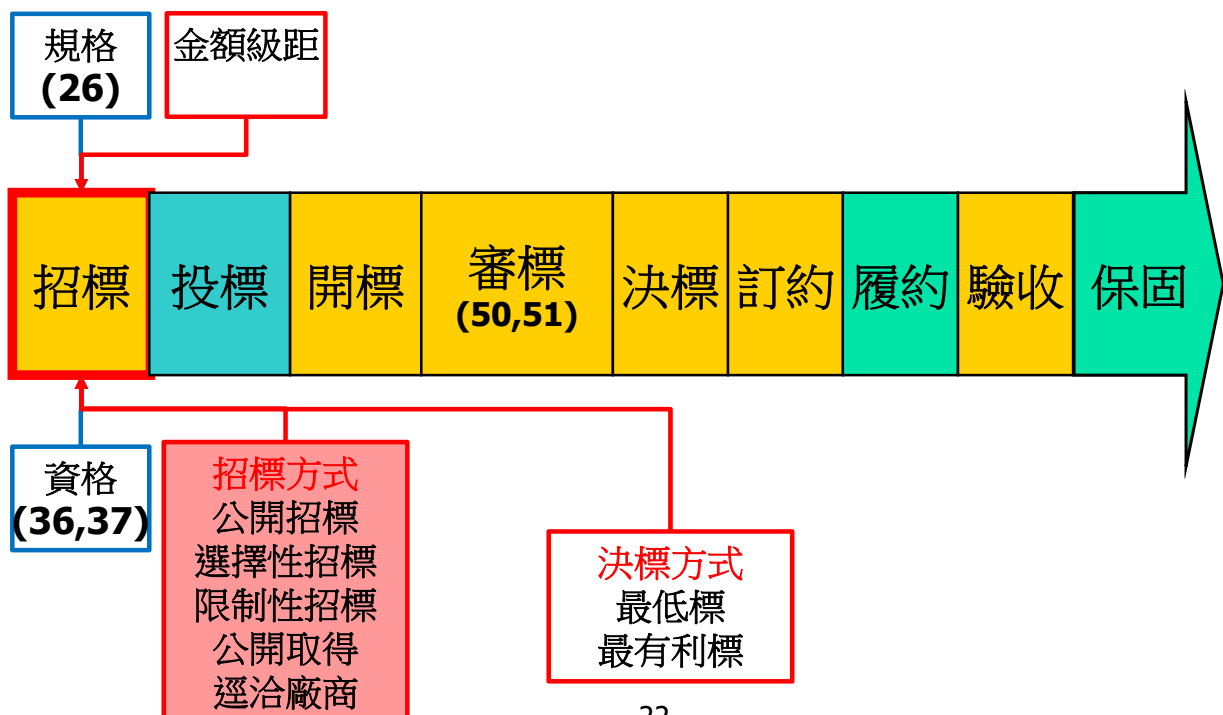 規格
(26)
金額級距
招標
投標
開標
審標
(50,51)
決標
訂約
履約
驗收
保固
資格
(36,37)
招標方式
公開招標
選擇性招標
限制性招標
公開取得
逕洽廠商
決標方式
最低標
最有利標